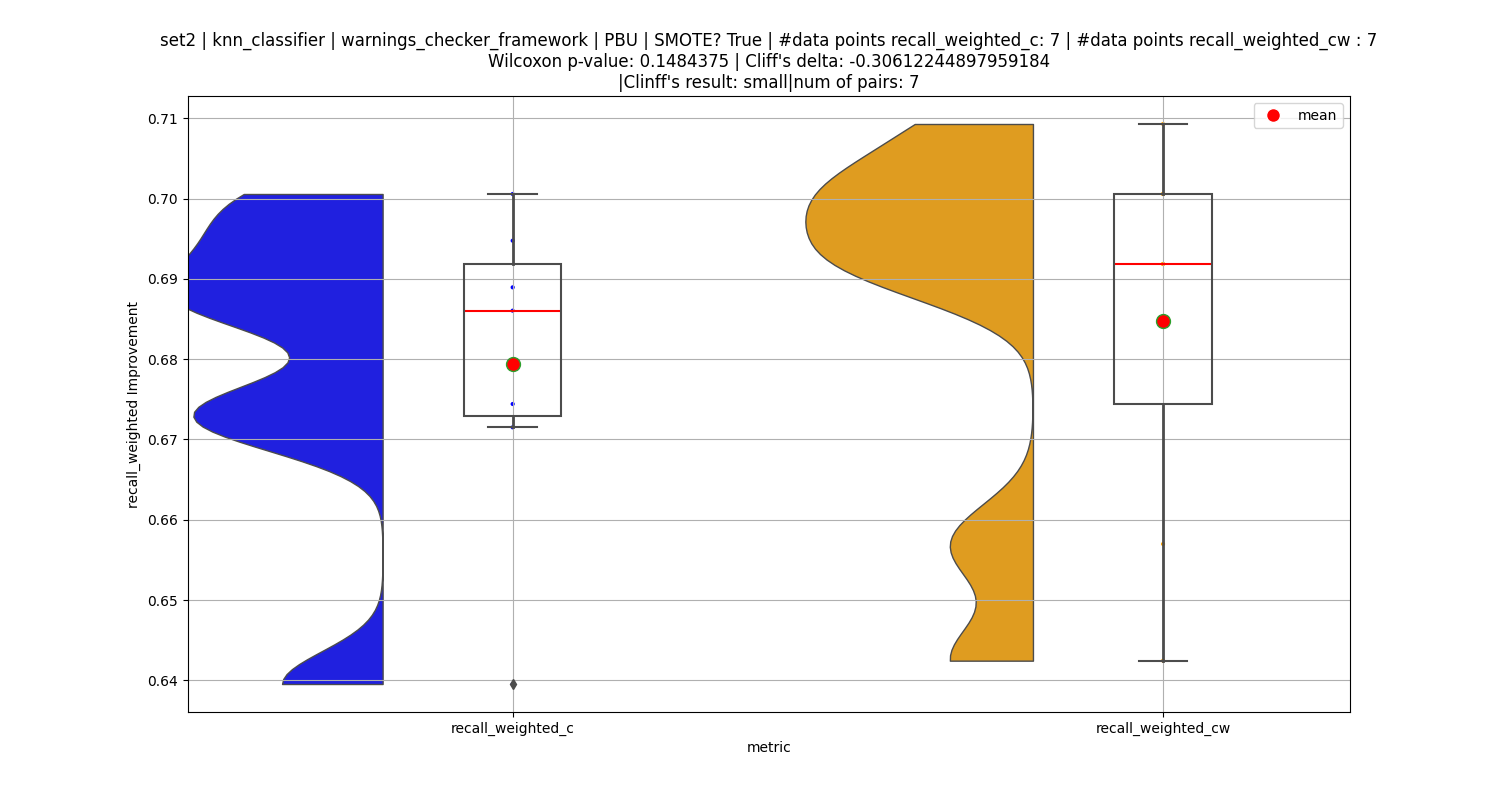 set2 | knn_classifier | warnings_checker_framework | PBU | SMOTE? True | #data points recall_weighted_c: 7 | #data points recall_weighted_cw : 7
Wilcoxon p-value: 0.1484375 | Cliff's delta: -0.30612244897959184
|Clinff's result: small|num of pairs: 7
mean
0.71
0.70
0.69
0.68
0.67
0.66
0.65
0.64
recall_weighted Improvement
recall_weighted_c
recall_weighted_cw
metric